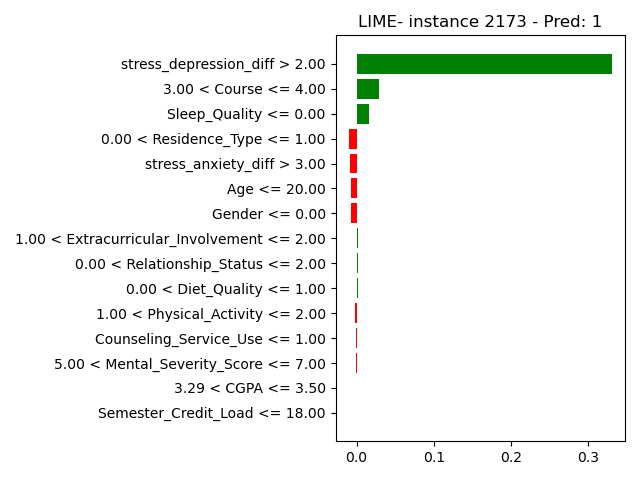 LIME- instance 2173 - Pred: 1
stress_depression_diff > 2.00
3.00 < Course <= 4.00
Sleep_Quality <= 0.00
0.00 < Residence_Type <= 1.00
stress_anxiety_diff > 3.00
Age <= 20.00
Gender <= 0.00
1.00 < Extracurricular_Involvement <= 2.00
0.00 < Relationship_Status <= 2.00
0.00 < Diet_Quality <= 1.00
1.00 < Physical_Activity <= 2.00
Counseling_Service_Use <= 1.00
5.00 < Mental_Severity_Score <= 7.00
3.29 < CGPA <= 3.50
Semester_Credit_Load <= 18.00
0.0 0.1 0.2 0.3